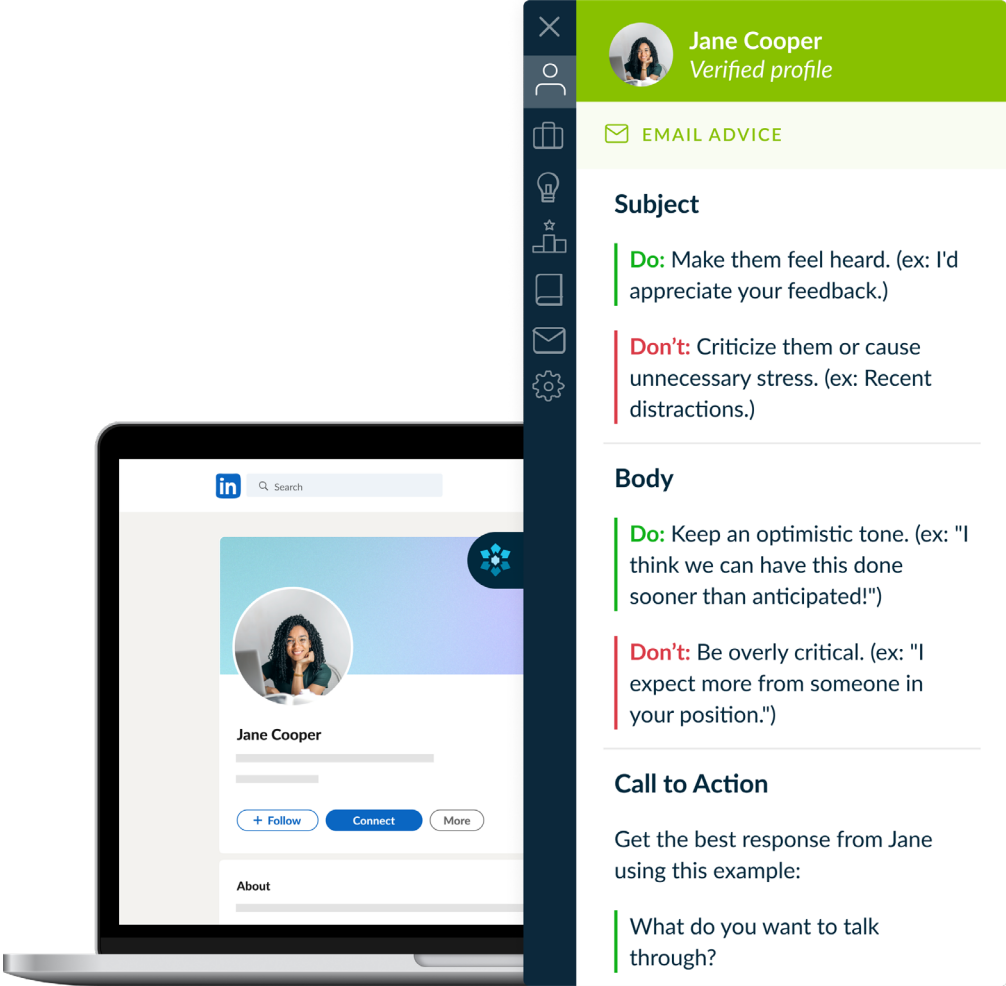 Jane Cooper
Verified profile
EMAIL ADVICE
Subject
Do: Make them feel heard. (ex: I'd
appreciate your feedback.)
Don't: Criticize them or cause
unnecessary stress. (ex: Recent
distractions.)
Body
Do: Keep an optimistic tone. (ex: "I
think we can have this done
sooner than anticipated!")
Don't: Be overly critical. (ex: "I
expect more from someone in
your position.")
Call to Action
Get the best response from Jane
using this example:
What do you want to talk
through?
in
Search
Jane Cooper
+ Follow
Connect
More
About